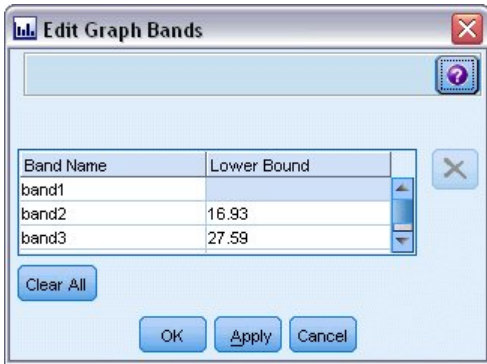 Edit Graph Bands
Band Name Lower Bound
band1
band2 16.93
band3 27.59
Clear All
OK Apply Cancel